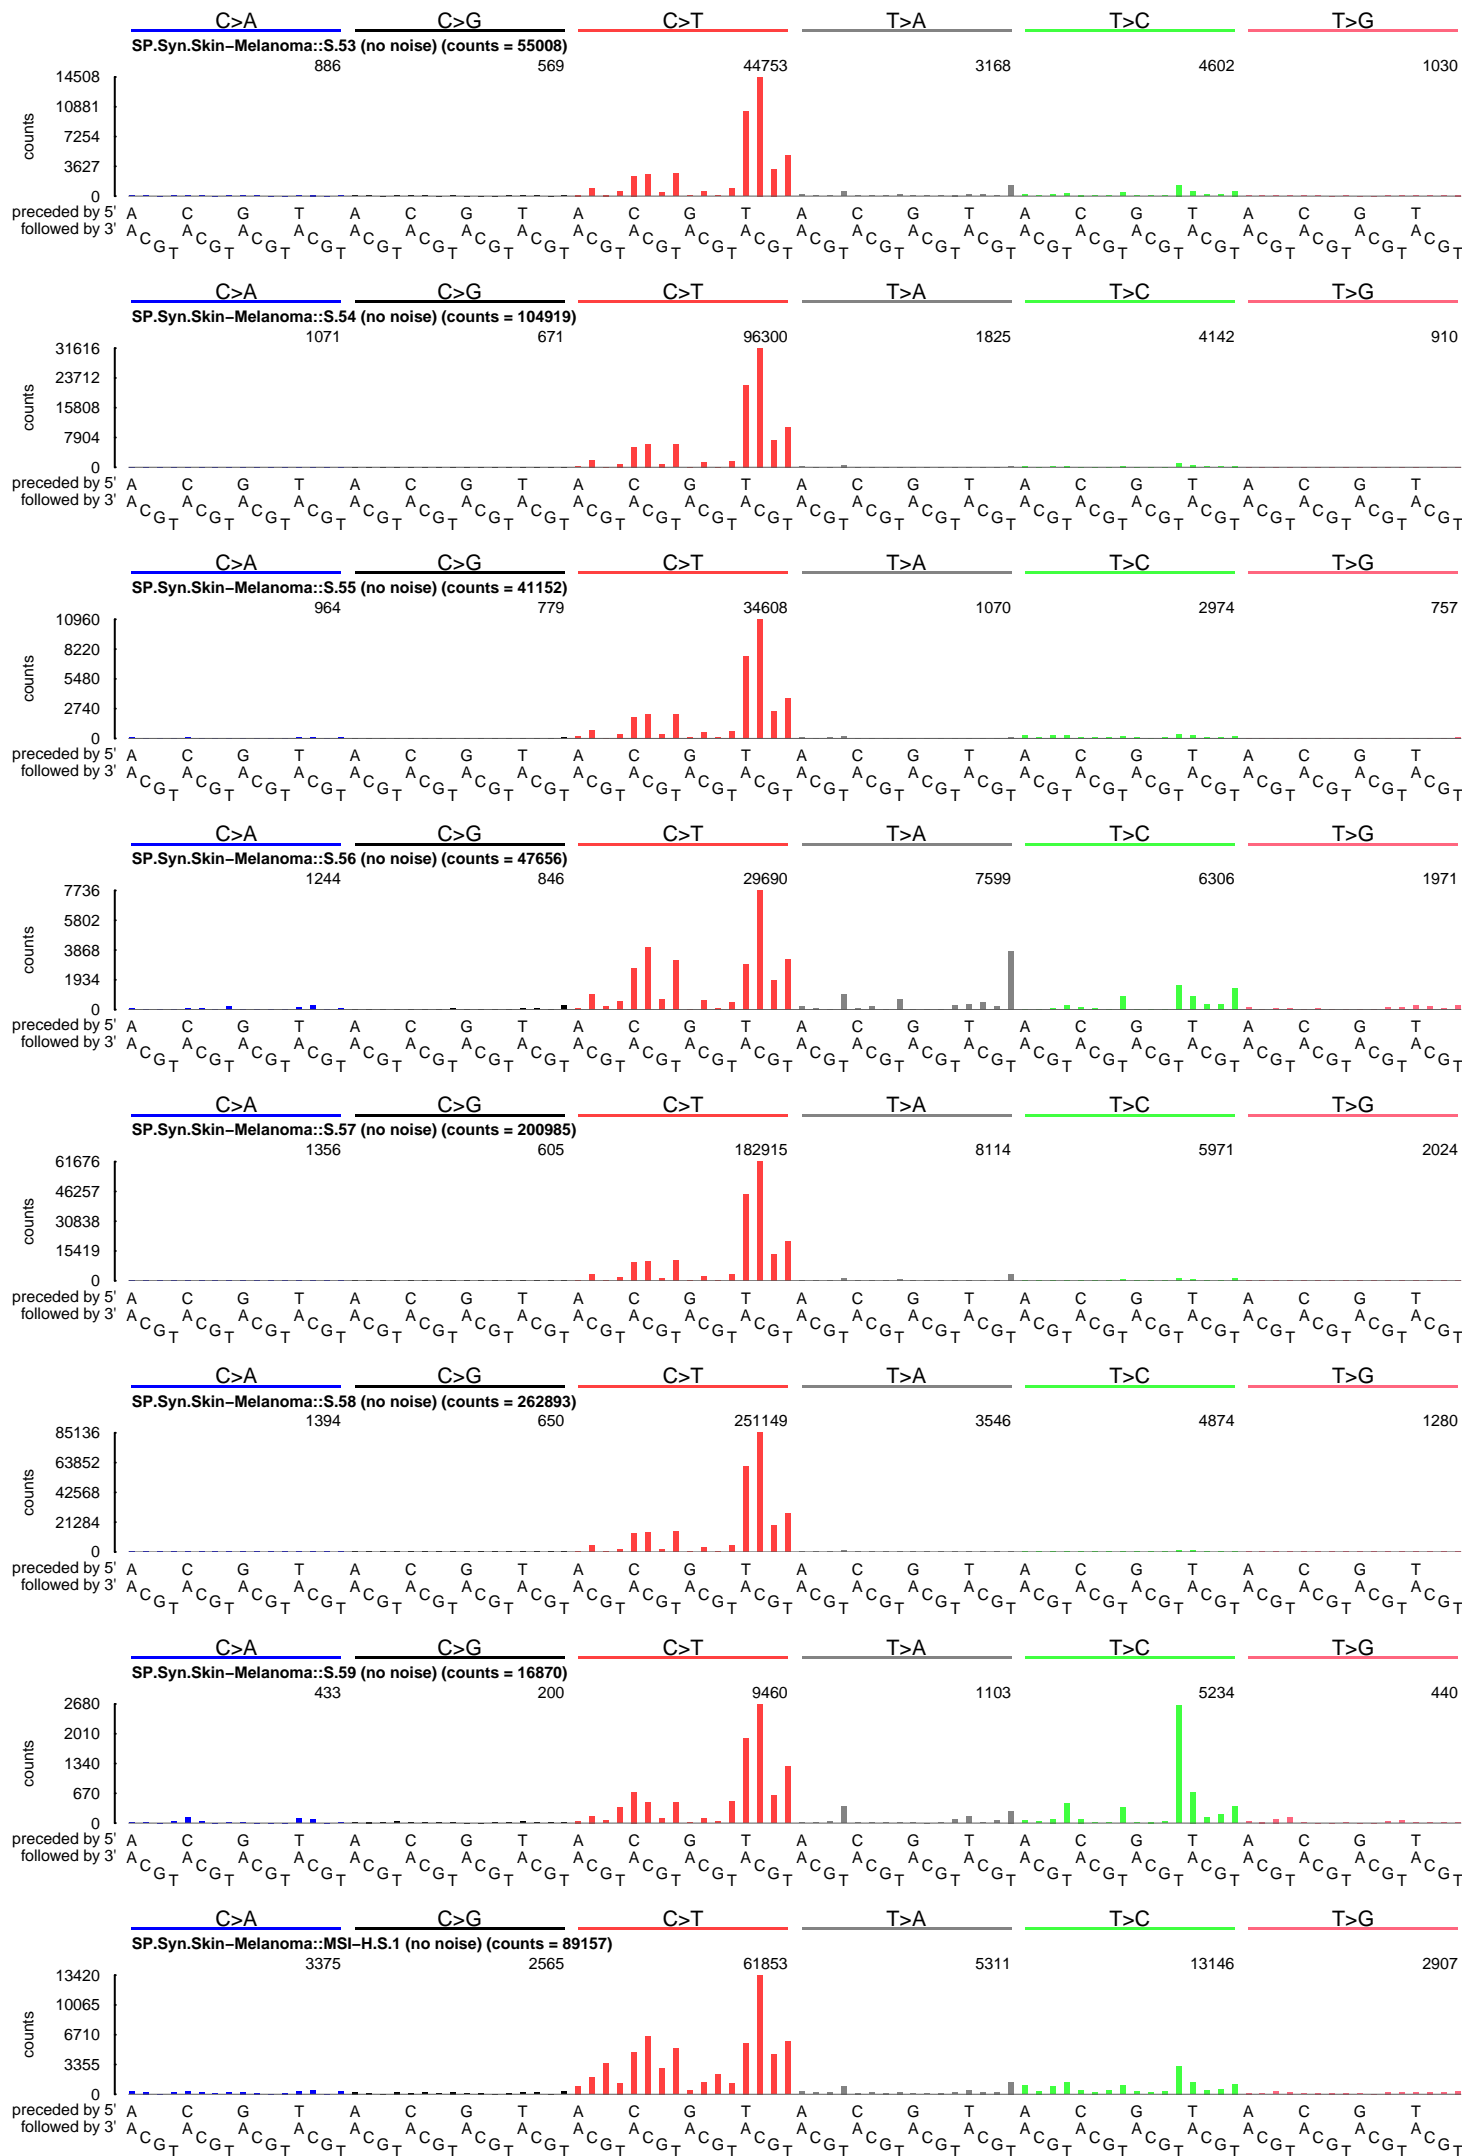 C>A C>G C>T T>A T>C T>G
SP.Syn.Skin−Melanoma::S.53 (no noise) (counts = 55008)
886 569 44753 3168 4602 1030
14508
10881
7254
3627
0
counts
preceded by 5' A C G T A C G T A C G T A C G T A C G T A C G T
followed by 3' A C G T A C G T A C G T A C G T A C G T A C G T A C G T A C G T A C G T A C G T A C G T A C G T A C G T A C G T A C G T A C G T A C G T A C G T A C G T A C G T A C G T A C G T A C G T A C G T
C>A C>G C>T T>A T>C T>G
SP.Syn.Skin−Melanoma::S.54 (no noise) (counts = 104919)
1071 671 96300 1825 4142 910
31616
23712
15808
7904
0
counts
preceded by 5' A C G T A C G T A C G T A C G T A C G T A C G T
followed by 3' A C G T A C G T A C G T A C G T A C G T A C G T A C G T A C G T A C G T A C G T A C G T A C G T A C G T A C G T A C G T A C G T A C G T A C G T A C G T A C G T A C G T A C G T A C G T A C G T
C>A C>G C>T T>A T>C T>G
SP.Syn.Skin−Melanoma::S.55 (no noise) (counts = 41152)
964 779 34608 1070 2974 757
10960
8220
5480
2740
0
counts
preceded by 5' A C G T A C G T A C G T A C G T A C G T A C G T
followed by 3' A C G T A C G T A C G T A C G T A C G T A C G T A C G T A C G T A C G T A C G T A C G T A C G T A C G T A C G T A C G T A C G T A C G T A C G T A C G T A C G T A C G T A C G T A C G T A C G T
C>A C>G C>T T>A T>C T>G
SP.Syn.Skin−Melanoma::S.56 (no noise) (counts = 47656)
1244 846 29690 7599 6306 1971
7736
5802
3868
1934
0
counts
preceded by 5' A C G T A C G T A C G T A C G T A C G T A C G T
followed by 3' A C G T A C G T A C G T A C G T A C G T A C G T A C G T A C G T A C G T A C G T A C G T A C G T A C G T A C G T A C G T A C G T A C G T A C G T A C G T A C G T A C G T A C G T A C G T A C G T
C>A C>G C>T T>A T>C T>G
SP.Syn.Skin−Melanoma::S.57 (no noise) (counts = 200985)
1356 605 182915 8114 5971 2024
61676
46257
30838
15419
0
counts
preceded by 5' A C G T A C G T A C G T A C G T A C G T A C G T
followed by 3' A C G T A C G T A C G T A C G T A C G T A C G T A C G T A C G T A C G T A C G T A C G T A C G T A C G T A C G T A C G T A C G T A C G T A C G T A C G T A C G T A C G T A C G T A C G T A C G T
C>A C>G C>T T>A T>C T>G
SP.Syn.Skin−Melanoma::S.58 (no noise) (counts = 262893)
1394 650 251149 3546 4874 1280
85136
63852
42568
21284
0
counts
preceded by 5' A C G T A C G T A C G T A C G T A C G T A C G T
followed by 3' A C G T A C G T A C G T A C G T A C G T A C G T A C G T A C G T A C G T A C G T A C G T A C G T A C G T A C G T A C G T A C G T A C G T A C G T A C G T A C G T A C G T A C G T A C G T A C G T
C>A C>G C>T T>A T>C T>G
SP.Syn.Skin−Melanoma::S.59 (no noise) (counts = 16870)
433 200 9460 1103 5234 440
2680
2010
1340
670
0
counts
preceded by 5' A C G T A C G T A C G T A C G T A C G T A C G T
followed by 3' A C G T A C G T A C G T A C G T A C G T A C G T A C G T A C G T A C G T A C G T A C G T A C G T A C G T A C G T A C G T A C G T A C G T A C G T A C G T A C G T A C G T A C G T A C G T A C G T
C>A C>G C>T T>A T>C T>G
SP.Syn.Skin−Melanoma::MSI−H.S.1 (no noise) (counts = 89157)
3375 2565 61853 5311 13146 2907
13420
10065
6710
3355
0
counts
preceded by 5' A C G T A C G T A C G T A C G T A C G T A C G T
followed by 3' A C G T A C G T A C G T A C G T A C G T A C G T A C G T A C G T A C G T A C G T A C G T A C G T A C G T A C G T A C G T A C G T A C G T A C G T A C G T A C G T A C G T A C G T A C G T A C G T